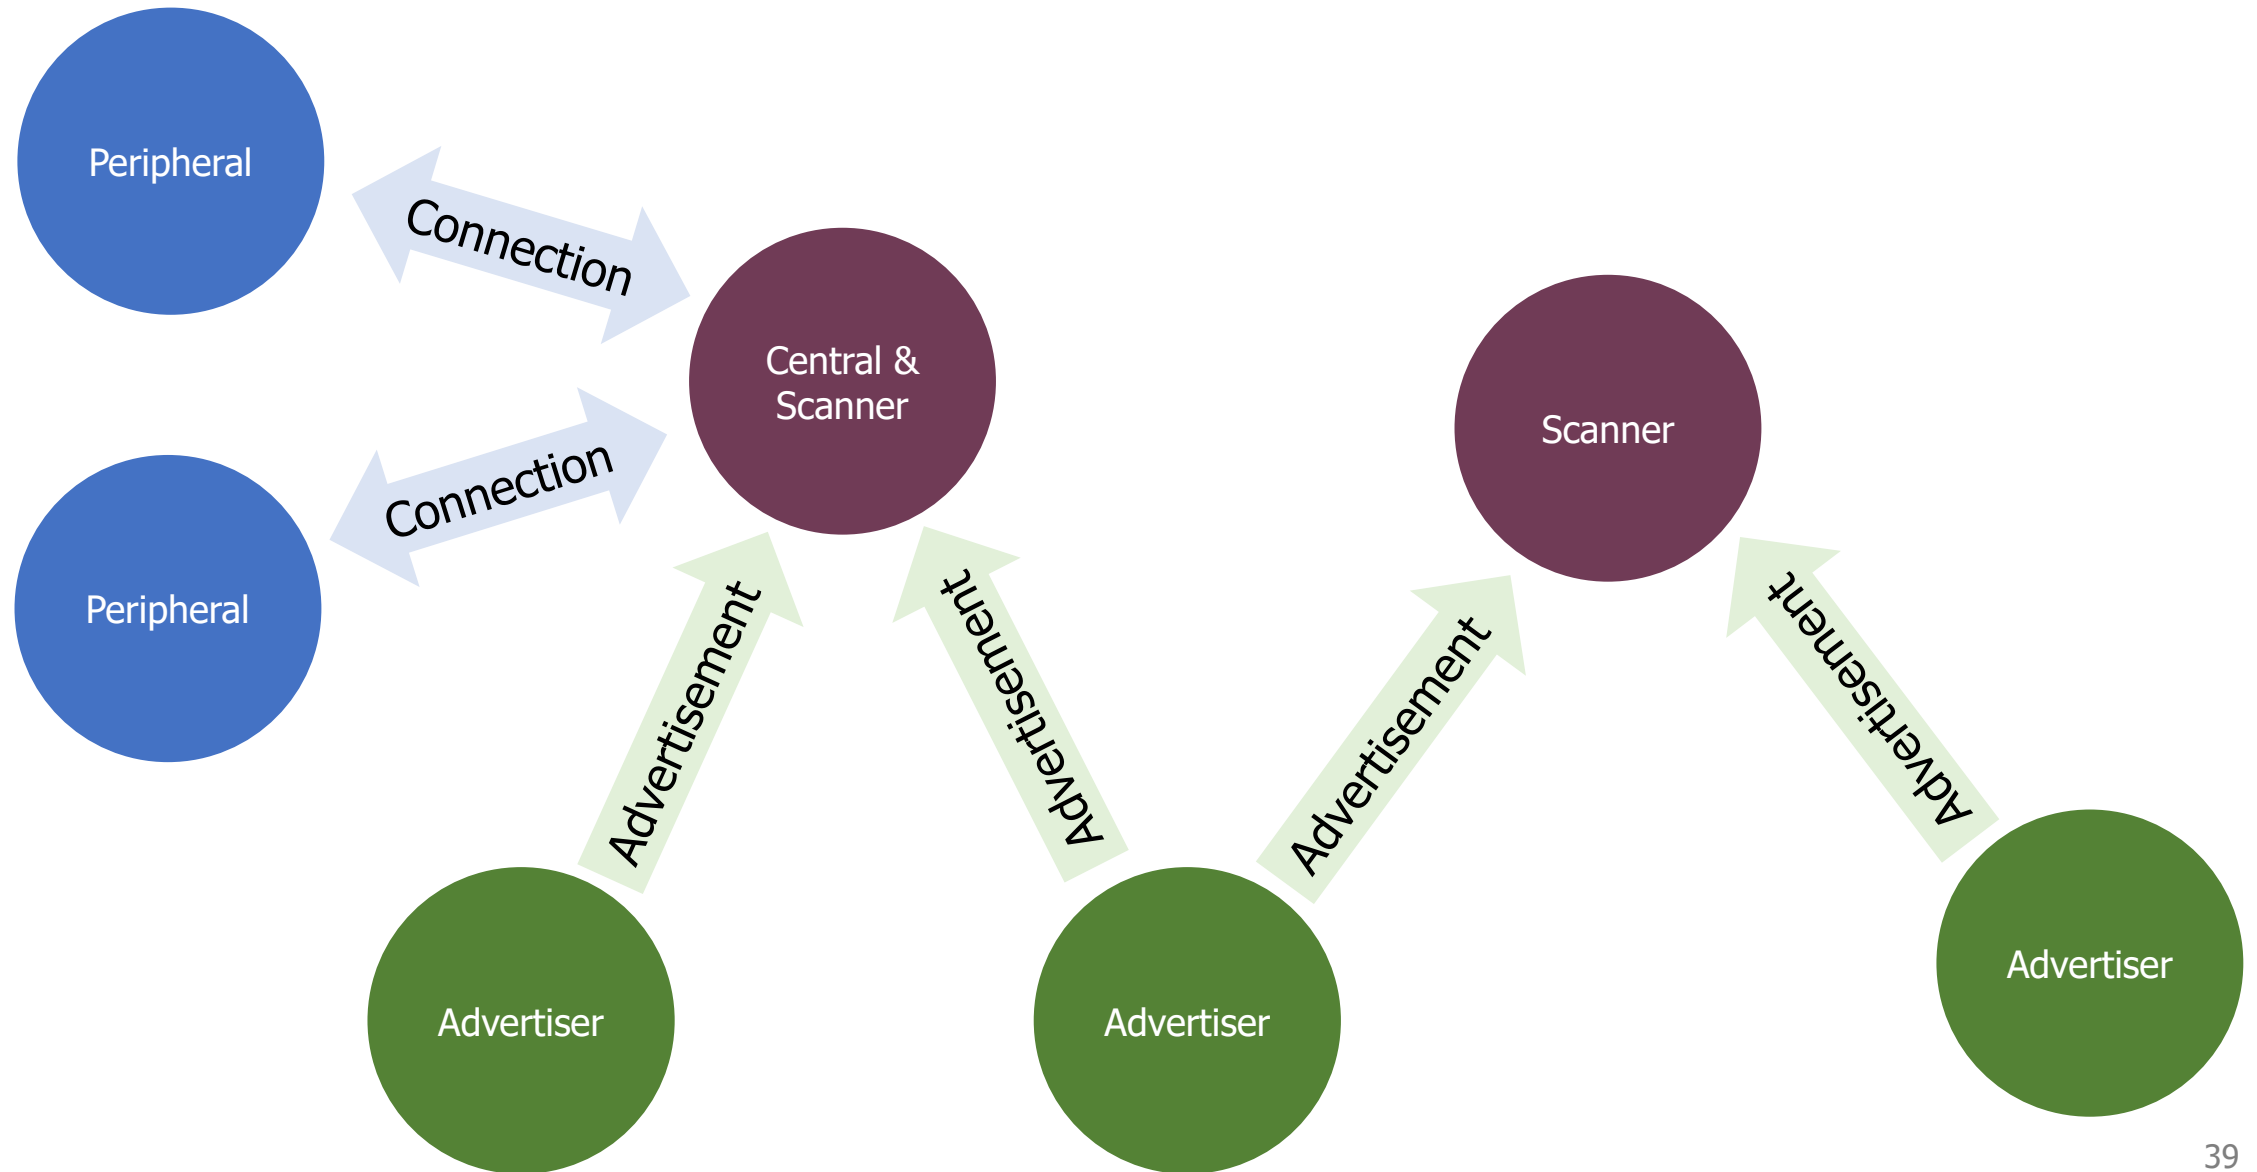 Peripheral
Connection
Central &
Scanner
Scanner
Connection
Peripheral
Advertisement
Advertisement
Advertisement
Advertisement
Advertiser
Advertiser
Advertiser
39